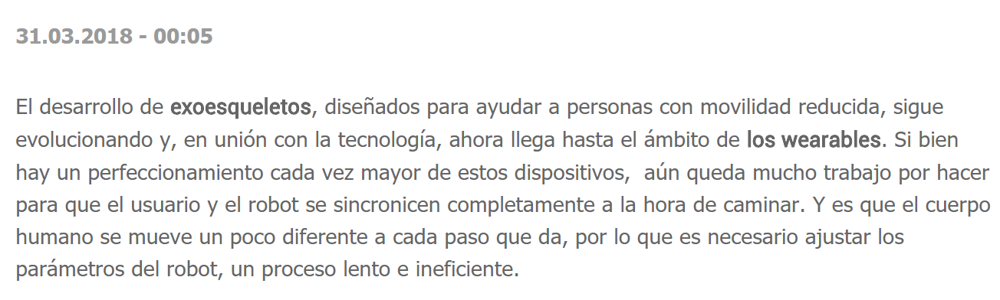 31.03.2018 - 00:05
El desarrollo de exoesqueletos, diseñados para ayudar a personas con movilidad reducida, sigue
evolucionando y, en unión con la tecnología, ahora llega hasta el ámbito de los wearables. Si bien
hay un perfeccionamiento cada vez mayor de estos dispositivos,  aún queda mucho trabajo por hacer
para que el usuario y el robot se sincronicen completamente a la hora de caminar. Y es que el cuerpo
humano se mueve un poco diferente a cada paso que da, por lo que es necesario ajustar los
parámetros del robot, un proceso lento e ineficiente.